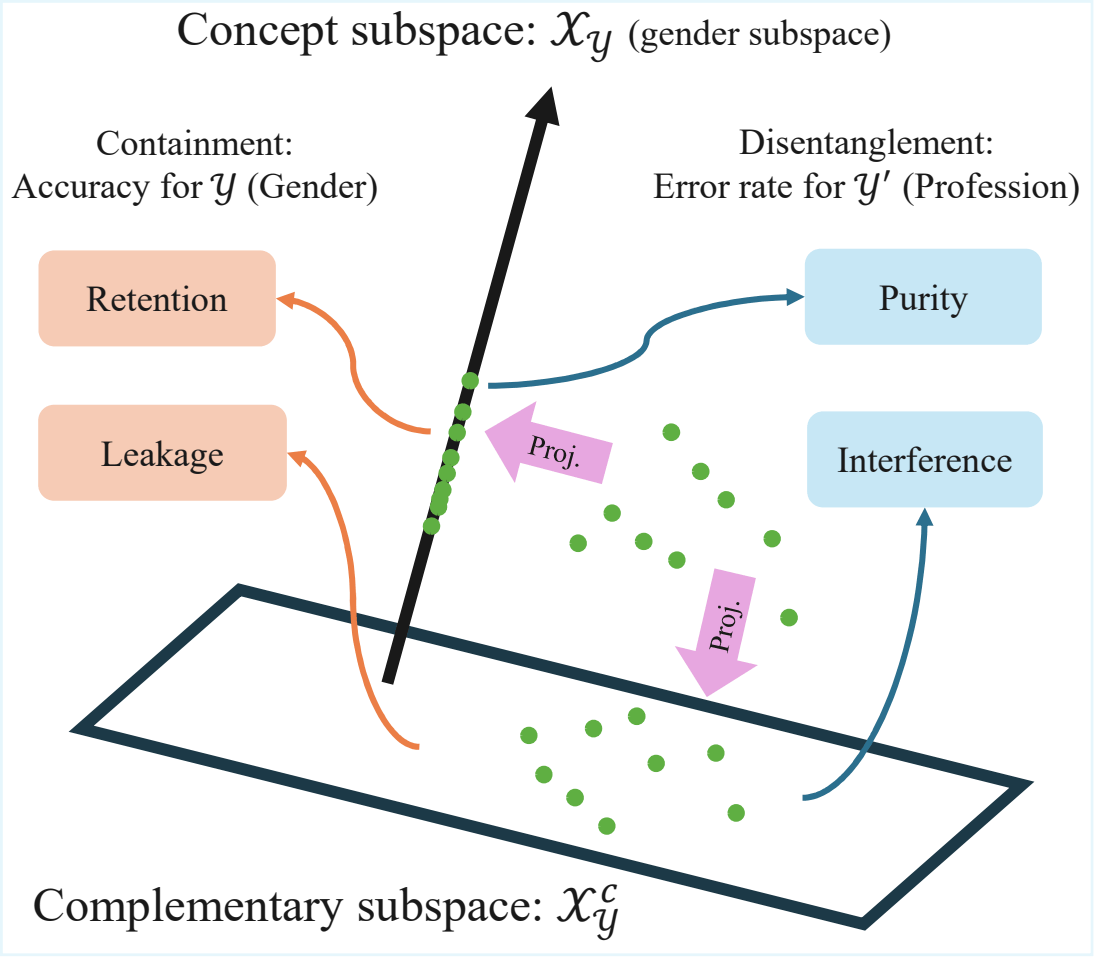 Concept subspace: 𝒳_𝒴 (gender subspace)
Containment:
Accuracy for 𝒴 (Gender)
Disentanglement:
Error rate for 𝒴′ (Profession)
Retention
Purity
Leakage
Interference
Proj.
Proj.
Complementary subspace: 𝒳_𝒴^c